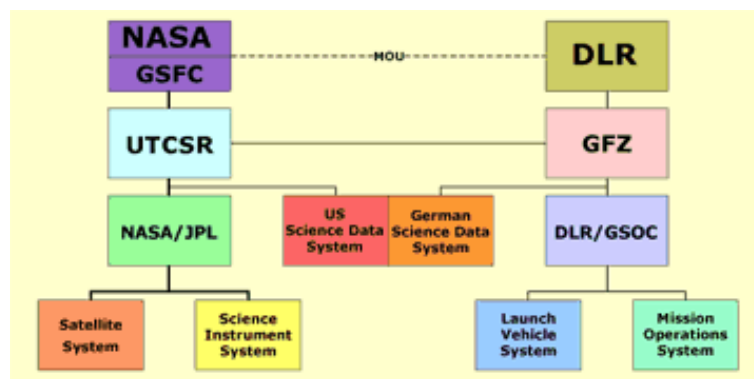 NASA
GSFC
MOU
DLR
UTCSR
GFZ
NASA/JPL
US
Science Data
System
German
Science Data
System
DLR/GSOC
Satellite
System
Science
Instrument
System
Launch
Vehicle
System
Mission
Operations
System